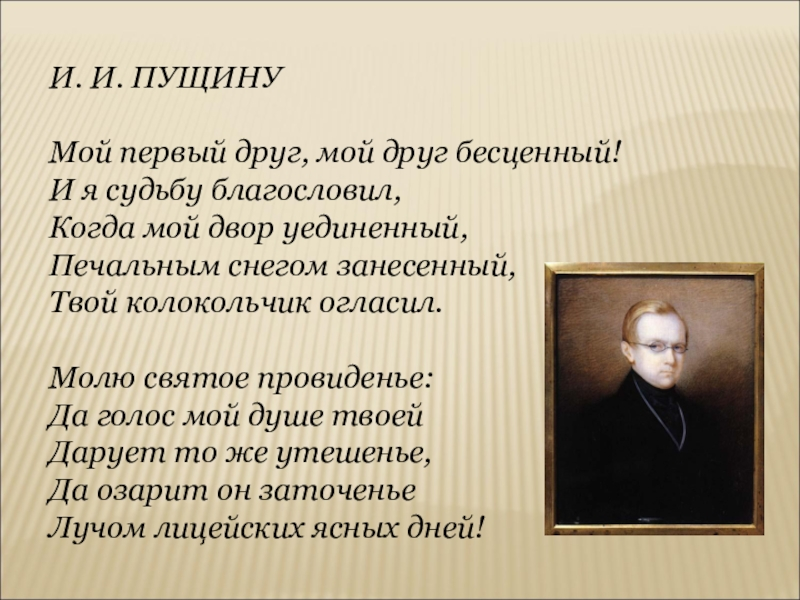 И. И. ПУЩИНУ
Мой первый друг, мой друг бесценный!
И я судьбу благословил,
Когда мой двор уединенный,
Печальным снегом занесенный,
Твой колокольчик огласил.
Молю святое провиденье:
Да голос мой душе твоей
Дарует то же утешенье,
Да озарит он заточенье
Лучом лицейских ясных дней!